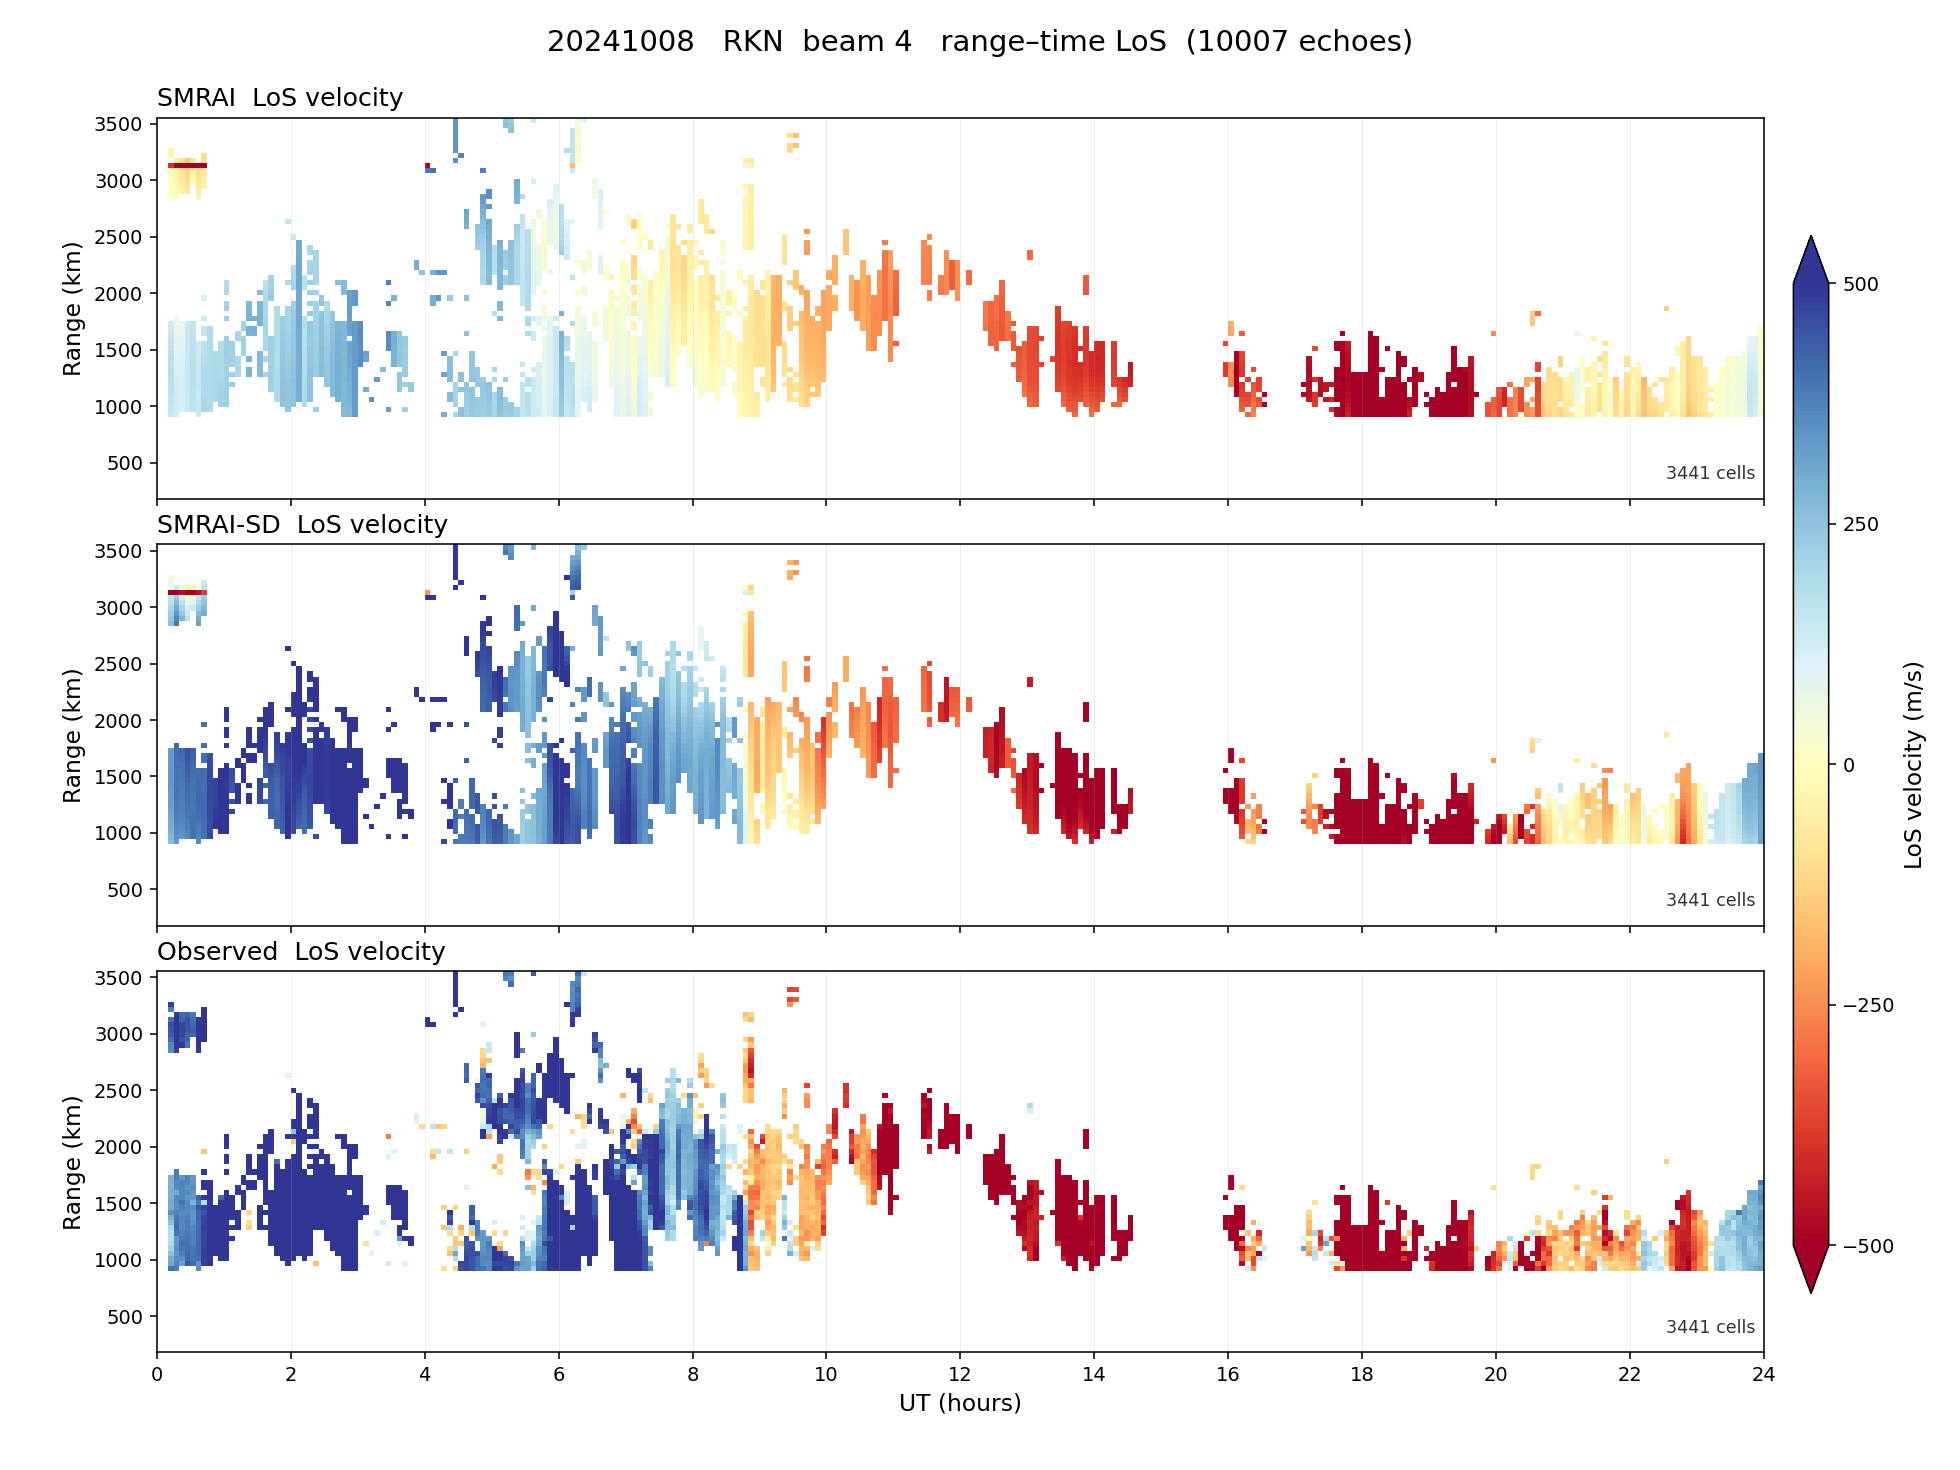 20241008   RKN  beam 4   range–time LoS  (10007 echoes)
SMRAI  LoS velocity
3500
3000
2500
2000
1500
1000
500
Range (km)
3441 cells
SMRAI-SD  LoS velocity
3500
3000
2500
2000
1500
1000
500
Range (km)
3441 cells
Observed  LoS velocity
3500
3000
2500
2000
1500
1000
500
Range (km)
3441 cells
0 2 4 6 8 10 12 14 16 18 20 22 24
UT (hours)
500
250
0
−250
−500
LoS velocity (m/s)